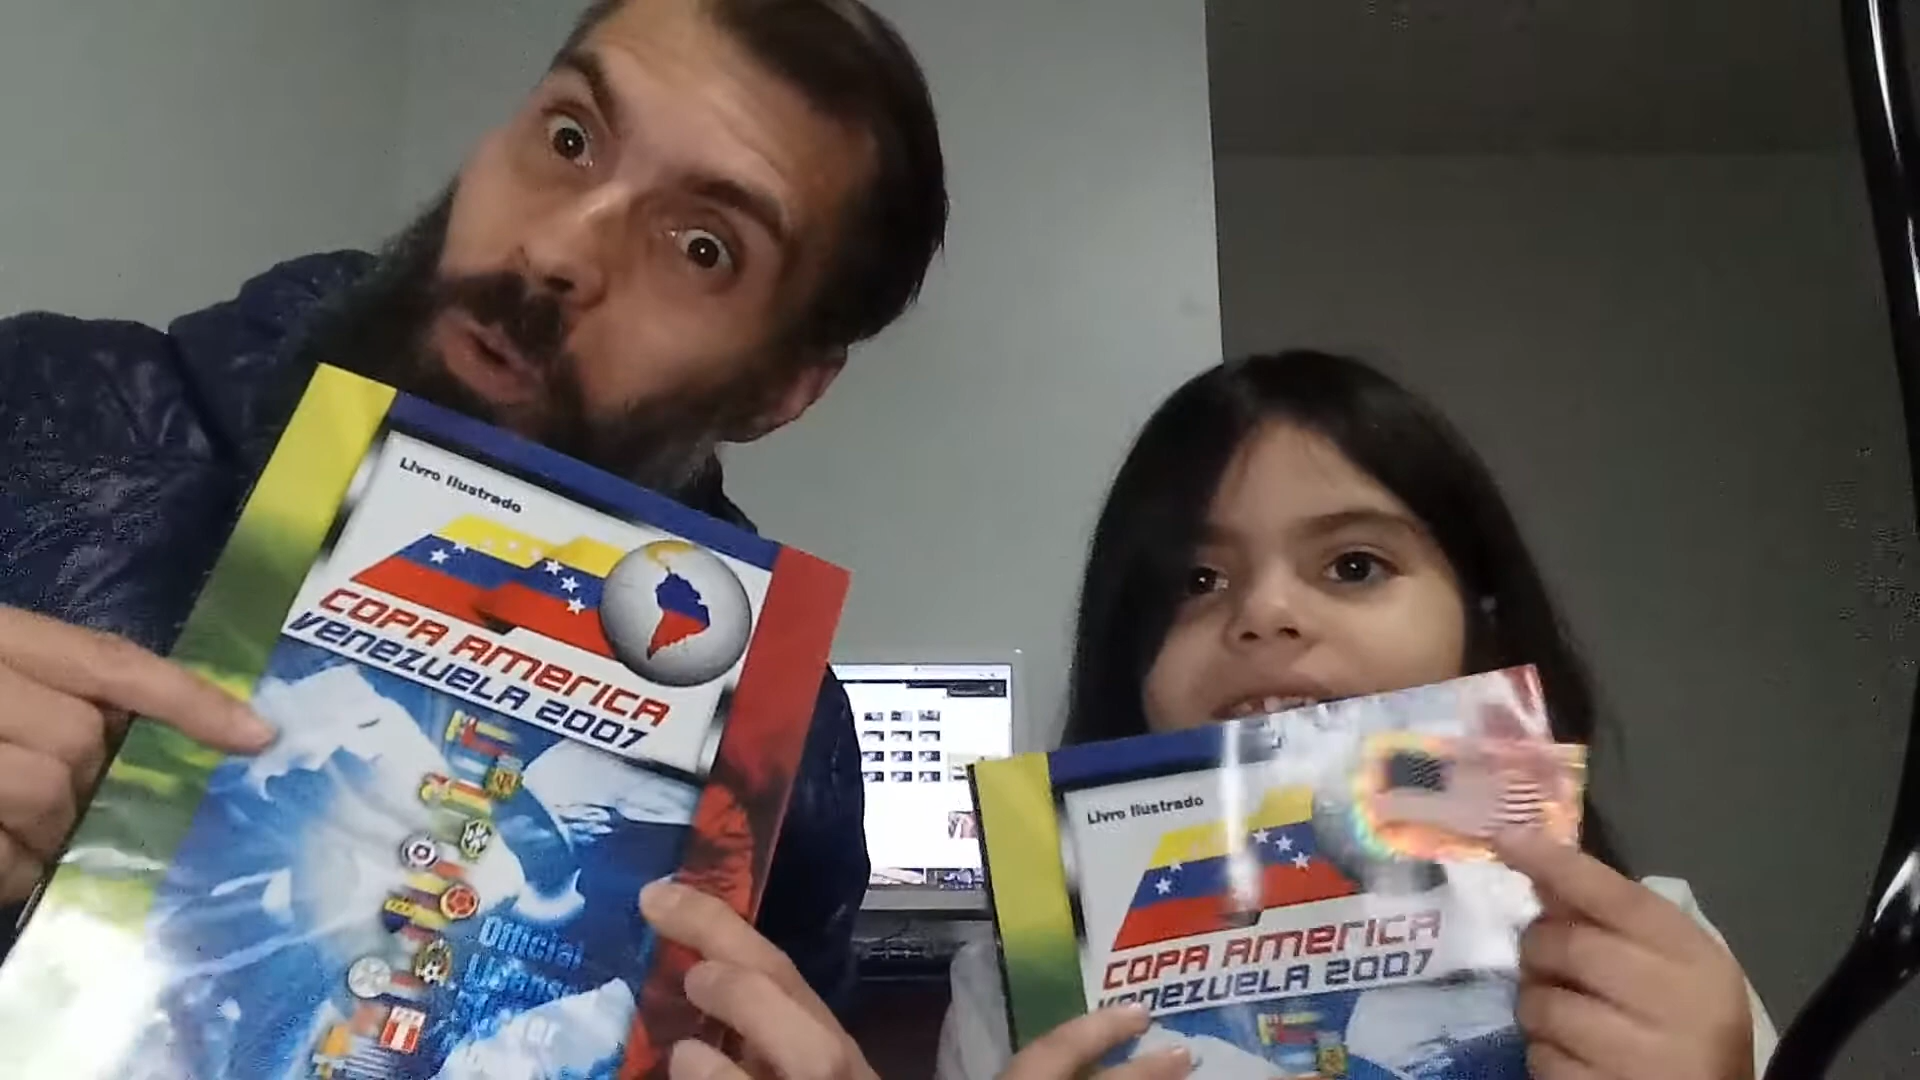 Livro Ilustrado
COPA AMERICA
VENEZUELA 2007
Official
Livro Ilustrado
COPA AMERICA
VENEZUELA 2007